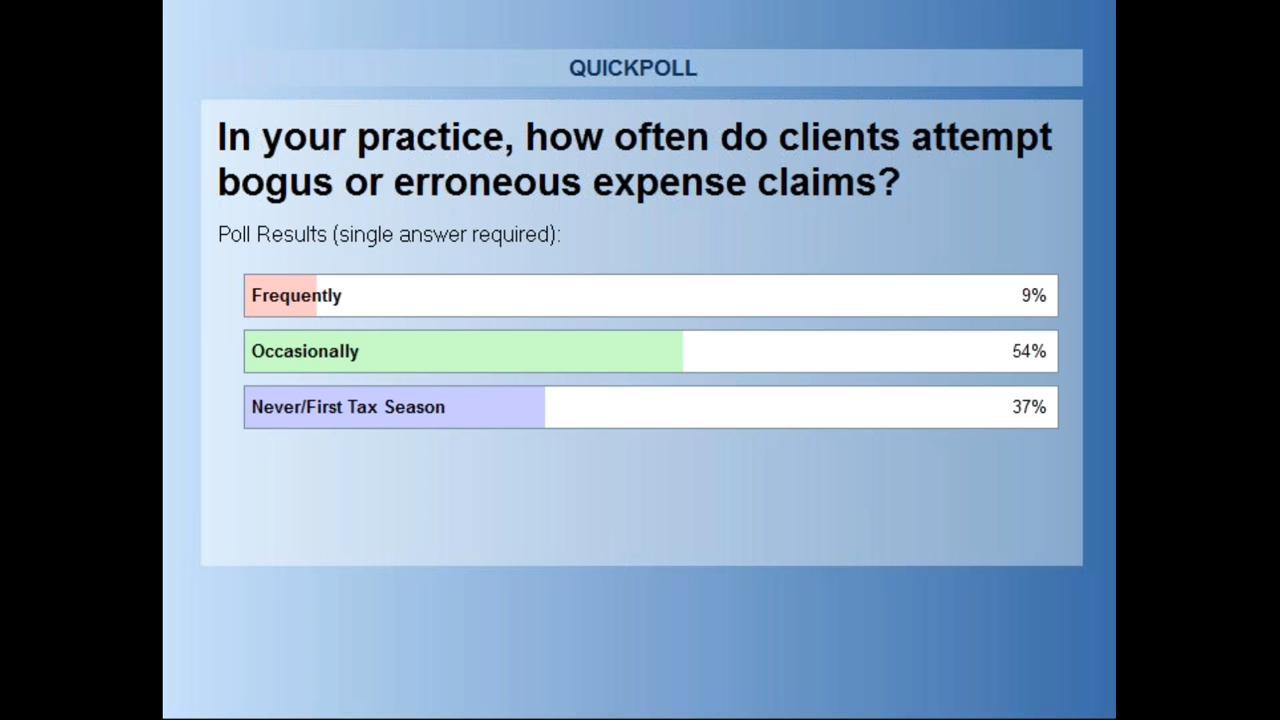 QUICKPOLL
In your practice, how often do clients attempt
bogus or erroneous expense claims?
Poll Results (single answer required):
Frequently 9%
Occasionally 54%
Never/First Tax Season 37%